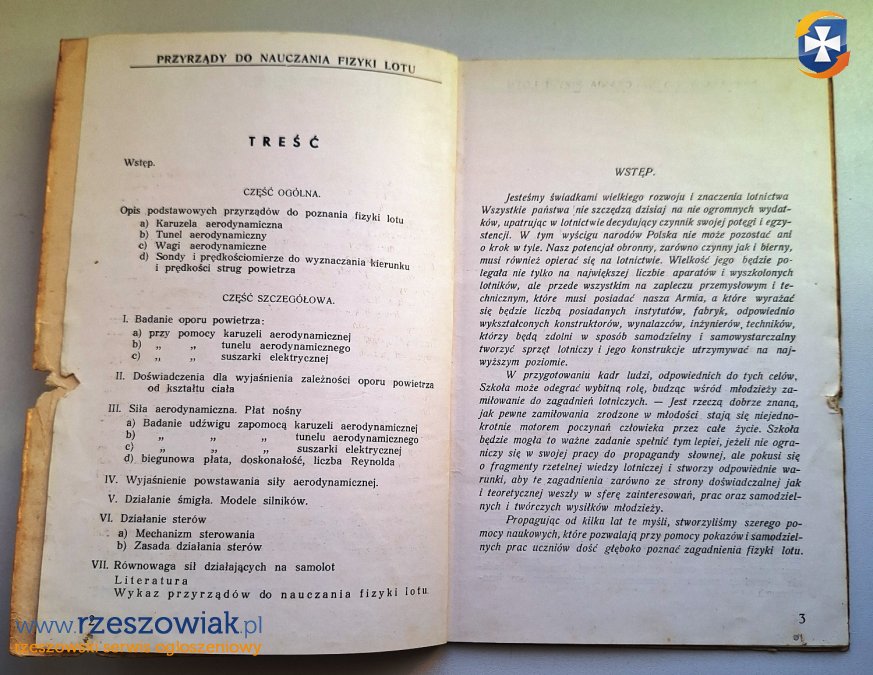 PRZYRZĄDY DO NAUCZANIA FIZYKI LOTU
TREŚĆ
Wstęp.
CZĘŚĆ OGÓLNA.
Opis podstawowych przyrządów do poznania fizyki lotu
a) Karuzela aerodynamiczna
b) Tunel aerodynamiczny
c) Wagi aerodynamiczne
d) Sondy i prędkościomierze do wyznaczania kierunku
i prędkości strug powietrza
CZĘŚĆ SZCZEGÓŁOWA.
I. Badanie oporu powietrza:
a) przy pomocy karuzeli aerodynamicznej
b) „ „ tunelu aerodynamicznego
c) „ „ suszarki elektrycznej
II. Doświadczenia dla wyjaśnienia zależności oporu powietrza
od kształtu ciała
III. Siła aerodynamiczna. Płat nośny
a) Badanie udźwigu zapomocą karuzeli aerodynamicznej
b) „ „ „ tunelu aerodynamicznego
c) „ „ „ suszarki elektrycznej
d) biegunowa płata, doskonałość, liczba Reynolda
IV. Wyjaśnienie powstawania siły aerodynamicznej.
V. Działanie śmigła. Modele silników.
VI. Działanie sterów
a) Mechanizm sterowania
b) Zasada działania sterów
VII. Równowaga sił działających na samolot
Literatura
Wykaz przyrządów do nauczania fizyki lotu.
2
www.rzeszowiak.pl
rzeszowski serwis ogłoszeniowy
WSTĘP.
Jesteśmy świadkami wielkiego rozwoju i znaczenia lotnictwa
Wszystkie państwa nie szczędzą dzisiaj na nie ogromnych wydat-
ków, upatrując w lotnictwie decydujący czynnik swojej potęgi i egzy-
stencji. W tym wyścigu narodów Polska nie może pozostać ani
o krok w tyle. Nasz potencjał obronny, zarówno czynny jak i bierny,
musi również opierać się na lotnictwie. Wielkość jego będzie po-
legała nie tylko na największej liczbie aparatów i wyszkolonych
lotników, ale przede wszystkim na zapleczu przemysłowym i te-
chnicznym, które musi posiadać nasza Armia, a które wyrażać
się będzie liczbą posiadanych instytutów, fabryk, odpowiednio
wykształconych konstruktorów, wynalazców, inżynierów, techników,
którzy będą zdolni w sposób samodzielny i samowystarczalny
tworzyć sprzęt lotniczy i jego konstrukcje utrzymywać na naj-
wyższym poziomie.
W przygotowaniu kadr ludzi, odpowiednich do tych celów,
Szkoła może odegrać wybitną rolę, budząc wśród młodzieży za-
miłowanie do zagadnień lotniczych. — Jest rzeczą dobrze znaną,
jak pewne zamiłowania zrodzone w młodości stają się niejedno-
krotnie motorem poczynań człowieka przez całe życie. Szkoła
będzie mogła to ważne zadanie spełnić tym lepiej, jeżeli nie ogra-
niczy się w swojej pracy do propagandy słownej, ale pokusi się
o fragmenty rzetelnej wiedzy lotniczej i stworzy odpowiednie wa-
runki, aby te zagadnienia zarówno ze strony doświadczalnej jak
i teoretycznej weszły w sferę zainteresowań, prac oraz samodziel-
nych i twórczych wysiłków młodzieży.
Propagując od kilku lat te myśli, stworzyliśmy szereg po-
mocy naukowych, które pozwalają przy pomocy pokazów i samodziel-
nych prac uczniów dość głęboko poznać zagadnienia fizyki lotu.
3